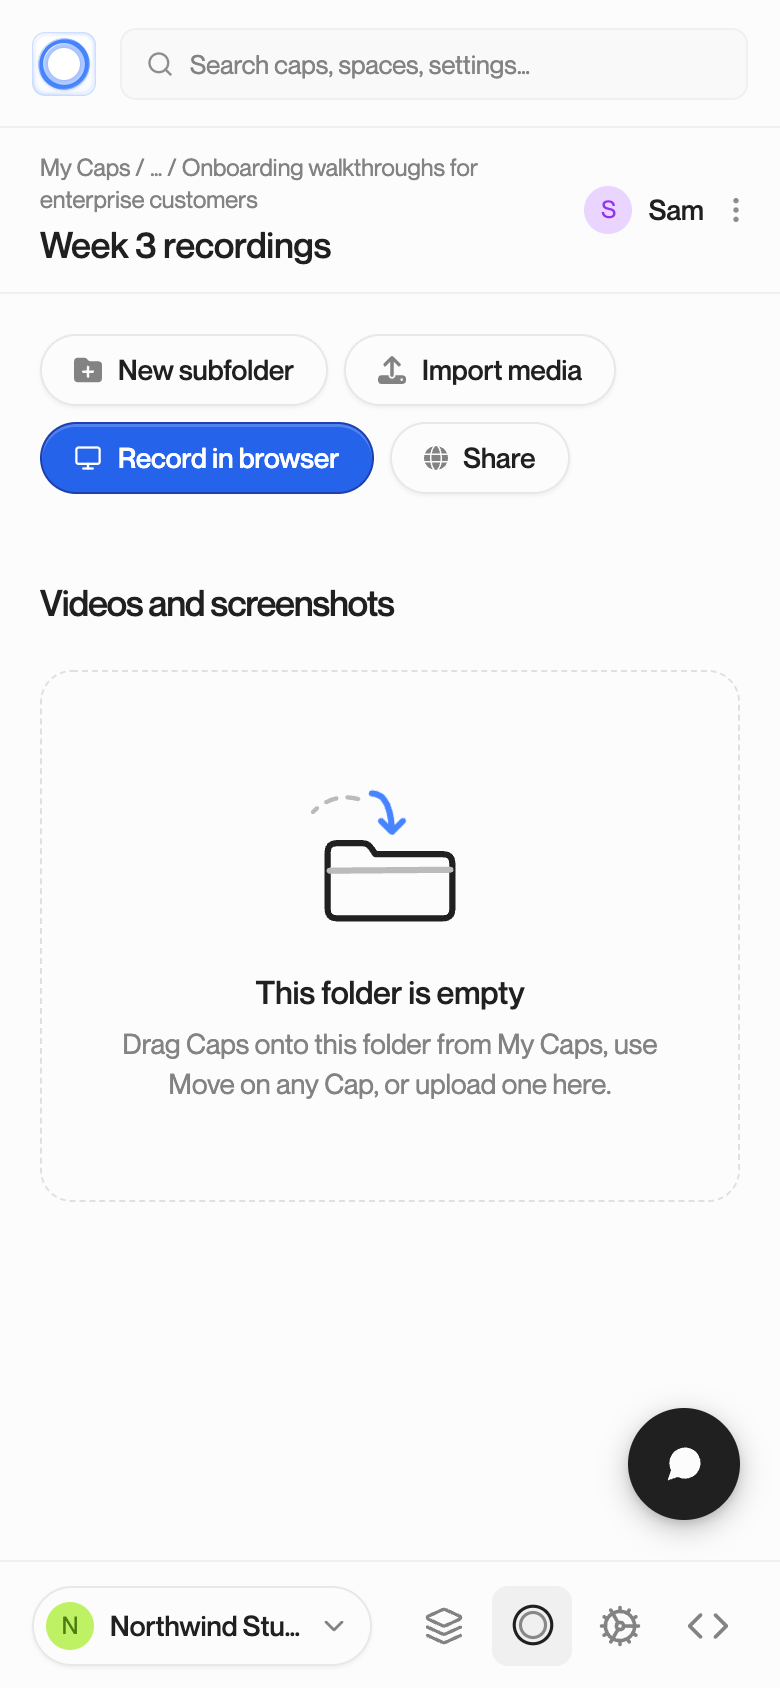 Search caps, spaces, settings...
My Caps / ... / Onboarding walkthroughs for
enterprise customers
Week 3 recordings
S
Sam
New subfolder
Import media
Record in browser
Share
Videos and screenshots
This folder is empty
Drag Caps onto this folder from My Caps, use
Move on any Cap, or upload one here.
N
Northwind Stu...